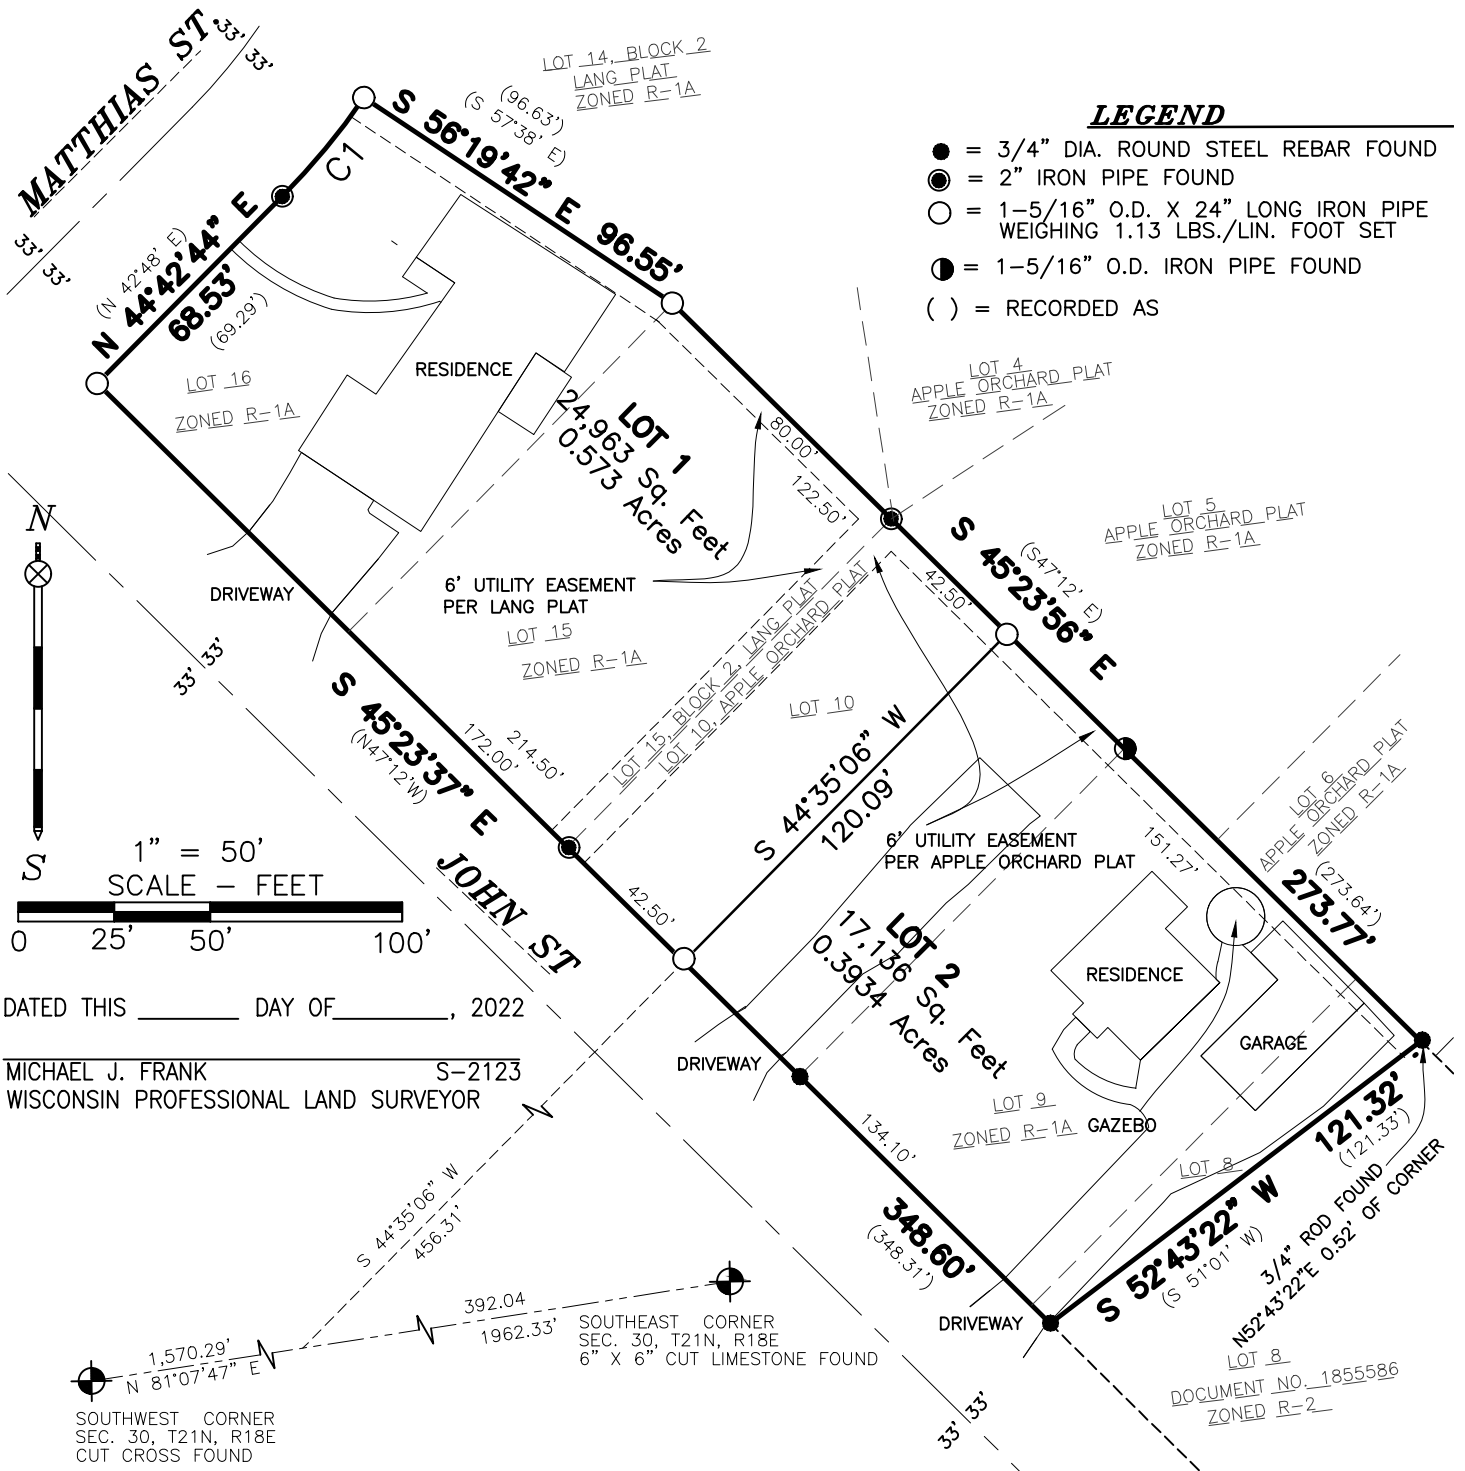 MATTHIAS ST.
33' 33'
33' 33'
LOT 14, BLOCK 2
LANG PLAT
ZONED R-1A
(96.63')
(S 57°38' E)
S 56°19'42" E 96.55'
C1
(N 42°48' E)
N 44°42'44" E
68.53'
(69.29')
LEGEND
● = 3/4" DIA. ROUND STEEL REBAR FOUND
◉ = 2" IRON PIPE FOUND
○ = 1-5/16" O.D. X 24" LONG IRON PIPE
WEIGHING 1.13 LBS./LIN. FOOT SET
◑ = 1-5/16" O.D. IRON PIPE FOUND
( ) = RECORDED AS
LOT 16
ZONED R-1A
RESIDENCE
LOT 1
24,963 Sq. Feet
0.573 Acres
80.00'
122.50'
LOT 4
APPLE ORCHARD PLAT
ZONED R-1A
LOT 5
APPLE ORCHARD PLAT
ZONED R-1A
N
S
DRIVEWAY
6' UTILITY EASEMENT
PER LANG PLAT
LOT 15
ZONED R-1A
LOT 15, BLOCK 2, LANG PLAT
LOT 10, APPLE ORCHARD PLAT
42.50'
(S47°12' E)
S 45°23'56" E
33' 33'
S 45°23'37" E
(N47°12'W)
214.50'
172.00'
LOT 10
S 44°35'06" W
120.09'
6' UTILITY EASEMENT
PER APPLE ORCHARD PLAT
151.27'
LOT 6
APPLE ORCHARD PLAT
ZONED R-1A
(273.64')
273.77'
1" = 50'
SCALE - FEET
0 25' 50' 100'
JOHN ST
42.50'
LOT 2
17,136 Sq. Feet
0.3934 Acres
RESIDENCE
GARAGE
DATED THIS ________ DAY OF_________, 2022
MICHAEL J. FRANK S-2123
WISCONSIN PROFESSIONAL LAND SURVEYOR
DRIVEWAY
LOT 9
ZONED R-1A
GAZEBO
134.10'
LOT 8
121.32'
(121.33')
S 52°43'22" W
(S 51°01' W)
3/4" ROD FOUND
N52°43'22"E 0.52' OF CORNER
348.60'
(348.31')
DRIVEWAY
S 44°35'06" W
456.31'
392.04
1962.33'
1,570.29'
N 81°07'47" E
SOUTHEAST CORNER
SEC. 30, T21N, R18E
6" X 6" CUT LIMESTONE FOUND
SOUTHWEST CORNER
SEC. 30, T21N, R18E
CUT CROSS FOUND
LOT 8
DOCUMENT NO. 1855586
ZONED R-2
33' 33'